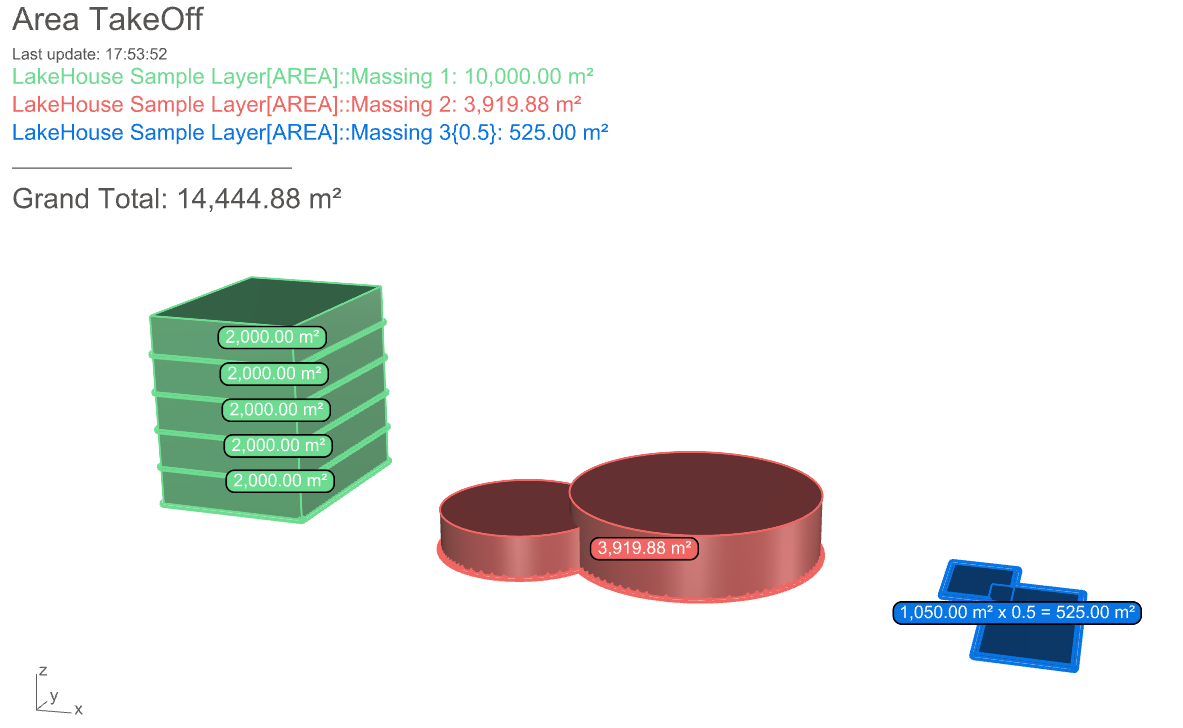 Area TakeOff
Last update: 17:53:52
LakeHouse Sample Layer[AREA]::Massing 1: 10,000.00 m²
LakeHouse Sample Layer[AREA]::Massing 2: 3,919.88 m²
LakeHouse Sample Layer[AREA]::Massing 3{0.5}: 525.00 m²
Grand Total: 14,444.88 m²
2,000.00 m²
2,000.00 m²
2,000.00 m²
2,000.00 m²
2,000.00 m²
3,919.88 m²
1,050.00 m² x 0.5 = 525.00 m²
z
y
x